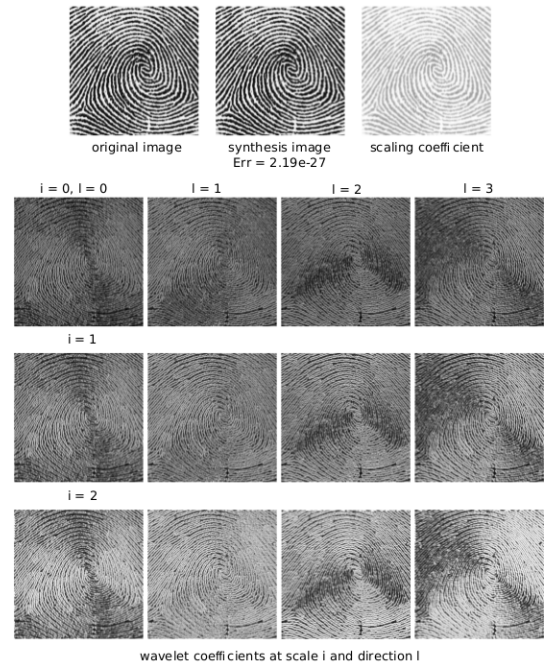 original image
synthesis image
scaling coefficient
Err = 2.19e-27
i = 0, l = 0
l = 1
l = 2
l = 3
i = 1
i = 2
wavelet coefficients at scale i and direction l